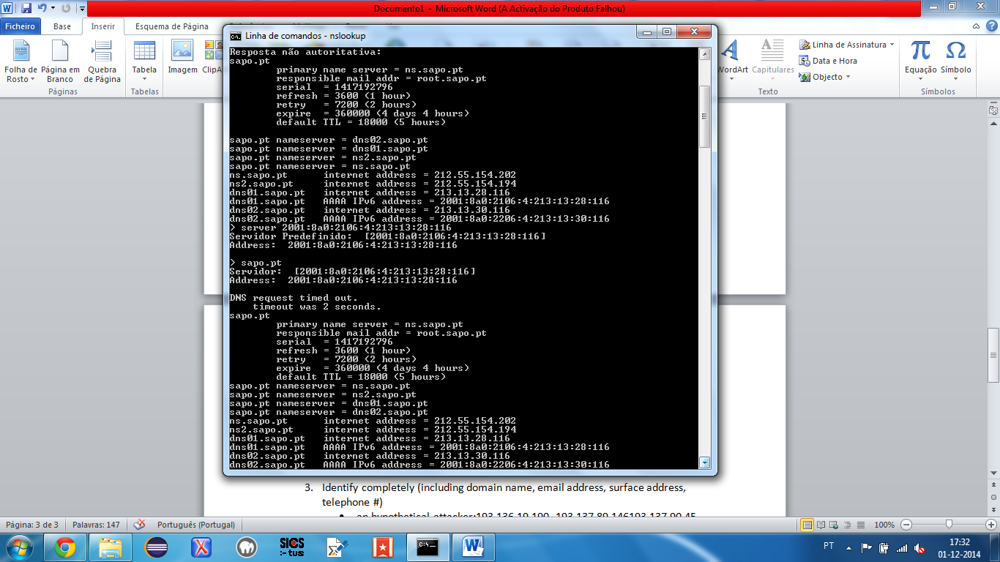 Documento1 - Microsoft Word (A Activação do Produto Falhou)
Ficheiro Base Inserir Esquema de Página
Folha de Rosto
Página em Branco
Quebra de Página
Páginas
Tabela
Tabelas
Imagem
ClipA
WordArt
Capitulares
Linha de Assinatura
Data e Hora
Objecto
Texto
Equação
Símbolo
Símbolos
Linha de comandos - nslookup
Resposta não autoritativa:
sapo.pt
primary name server = ns.sapo.pt
responsible mail addr = root.sapo.pt
serial = 1417192796
refresh = 3600 (1 hour)
retry = 7200 (2 hours)
expire = 360000 (4 days 4 hours)
default TTL = 18000 (5 hours)
sapo.pt nameserver = dns02.sapo.pt
sapo.pt nameserver = dns01.sapo.pt
sapo.pt nameserver = ns2.sapo.pt
sapo.pt nameserver = ns.sapo.pt
ns.sapo.pt internet address = 212.55.154.202
ns2.sapo.pt internet address = 212.55.154.194
dns01.sapo.pt internet address = 213.13.28.116
dns01.sapo.pt AAAA IPv6 address = 2001:8a0:2106:4:213:13:28:116
dns02.sapo.pt internet address = 213.13.30.116
dns02.sapo.pt AAAA IPv6 address = 2001:8a0:2206:4:213:13:30:116
> server 2001:8a0:2106:4:213:13:28:116
Servidor Predefinido: [2001:8a0:2106:4:213:13:28:116]
Address: 2001:8a0:2106:4:213:13:28:116
> sapo.pt
Servidor: [2001:8a0:2106:4:213:13:28:116]
Address: 2001:8a0:2106:4:213:13:28:116
DNS request timed out.
timeout was 2 seconds.
sapo.pt
primary name server = ns.sapo.pt
responsible mail addr = root.sapo.pt
serial = 1417192796
refresh = 3600 (1 hour)
retry = 7200 (2 hours)
expire = 360000 (4 days 4 hours)
default TTL = 18000 (5 hours)
sapo.pt nameserver = ns.sapo.pt
sapo.pt nameserver = ns2.sapo.pt
sapo.pt nameserver = dns01.sapo.pt
sapo.pt nameserver = dns02.sapo.pt
ns.sapo.pt internet address = 212.55.154.202
ns2.sapo.pt internet address = 212.55.154.194
dns01.sapo.pt internet address = 213.13.28.116
dns01.sapo.pt AAAA IPv6 address = 2001:8a0:2106:4:213:13:28:116
dns02.sapo.pt internet address = 213.13.30.116
dns02.sapo.pt AAAA IPv6 address = 2001:8a0:2206:4:213:13:30:116
3. Identify completely (including domain name, email address, surface address,
telephone #)
• an hypothetical attacker:193.136.19.190
Página: 3 de 3 Palavras: 147 Português (Portugal) 100%
SICStus
PT
17:32
01-12-2014